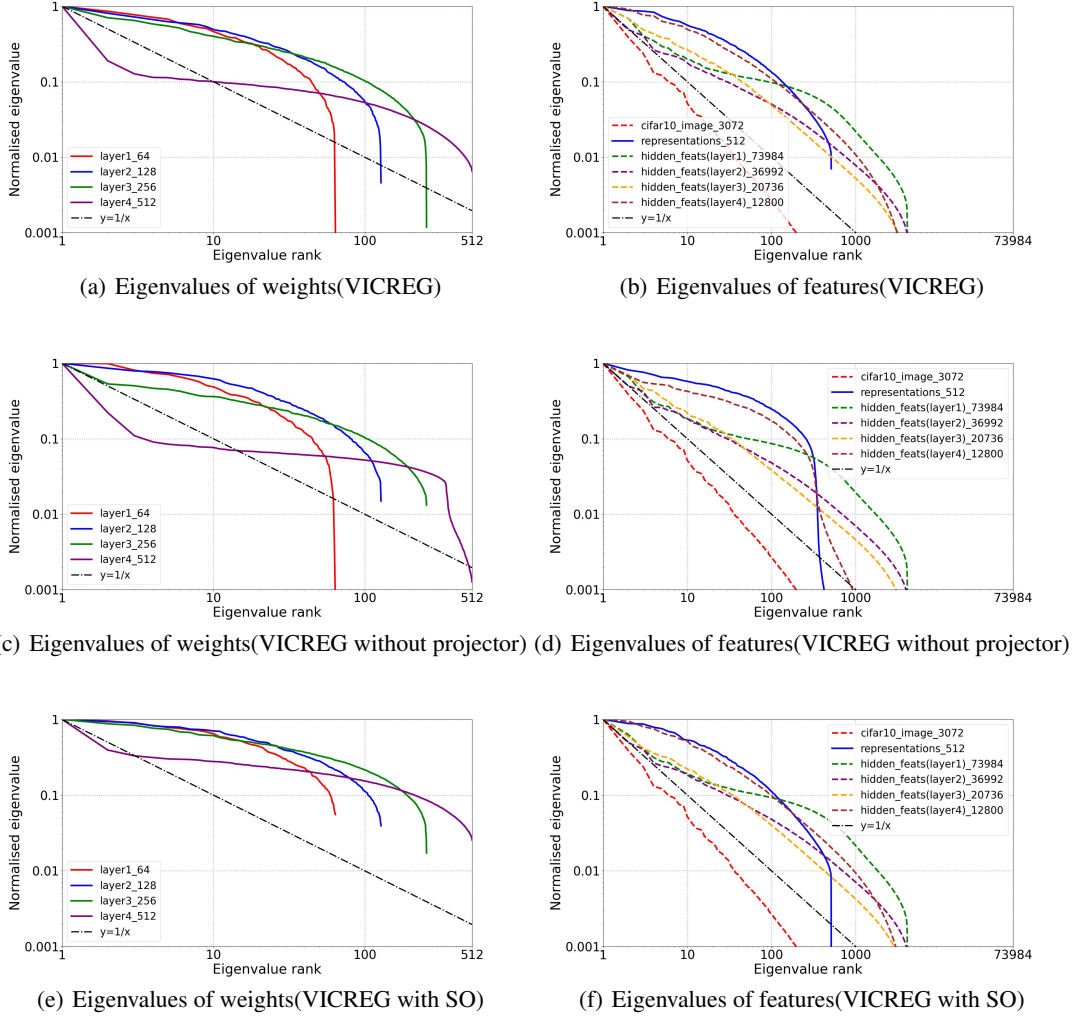 Normalised eigenvalue
1
0.1
0.01
0.001
layer1_64
layer2_128
layer3_256
layer4_512
y=1/x
1 10 100 512
Eigenvalue rank
(a) Eigenvalues of weights(VICREG)
Normalised eigenvalue
1
0.1
0.01
0.001
cifar10_image_3072
representations_512
hidden_feats(layer1)_73984
hidden_feats(layer2)_36992
hidden_feats(layer3)_20736
hidden_feats(layer4)_12800
y=1/x
1 10 100 1000 73984
Eigenvalue rank
(b) Eigenvalues of features(VICREG)
Normalised eigenvalue
1
0.1
0.01
0.001
layer1_64
layer2_128
layer3_256
layer4_512
y=1/x
1 10 100 512
Eigenvalue rank
c) Eigenvalues of weights(VICREG without projector)
Normalised eigenvalue
1
0.1
0.01
0.001
cifar10_image_3072
representations_512
hidden_feats(layer1)_73984
hidden_feats(layer2)_36992
hidden_feats(layer3)_20736
hidden_feats(layer4)_12800
y=1/x
1 10 100 1000 73984
Eigenvalue rank
(d) Eigenvalues of features(VICREG without projector)
Normalised eigenvalue
1
0.1
0.01
0.001
layer1_64
layer2_128
layer3_256
layer4_512
y=1/x
1 10 100 512
Eigenvalue rank
(e) Eigenvalues of weights(VICREG with SO)
Normalised eigenvalue
1
0.1
0.01
0.001
cifar10_image_3072
representations_512
hidden_feats(layer1)_73984
hidden_feats(layer2)_36992
hidden_feats(layer3)_20736
hidden_feats(layer4)_12800
y=1/x
1 10 100 1000 73984
Eigenvalue rank
(f) Eigenvalues of features(VICREG with SO)